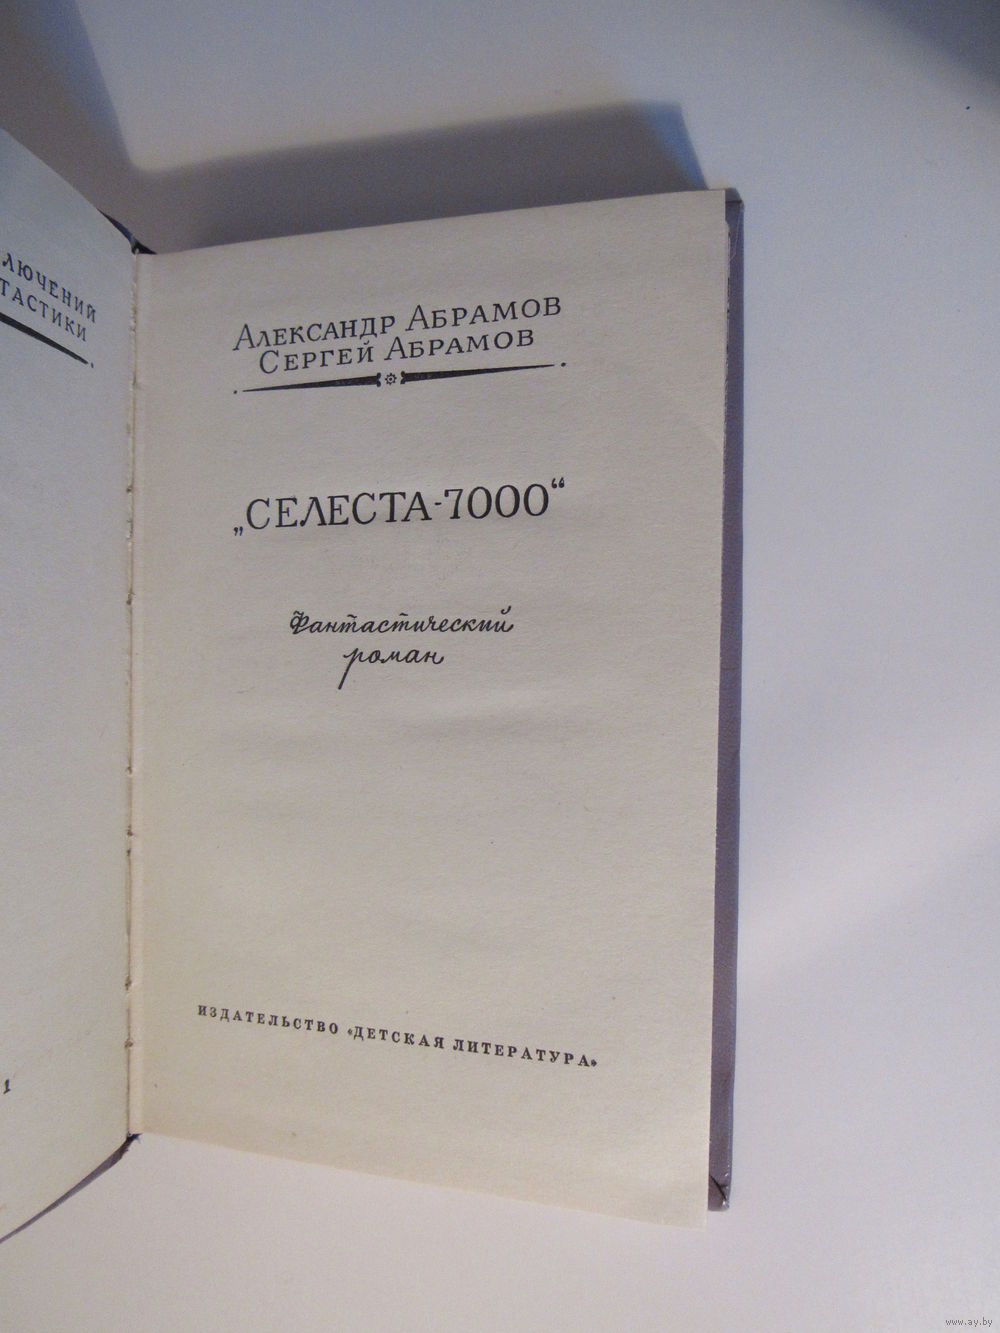 ЛЮЧЕНИЙ
ТАСТИКИ
1
АЛЕКСАНДР АБРАМОВ
СЕРГЕЙ АБРАМОВ
„СЕЛЕСТА-7000“
Фантастический
роман
ИЗДАТЕЛЬСТВО «ДЕТСКАЯ ЛИТЕРАТУРА»
www.ay.by